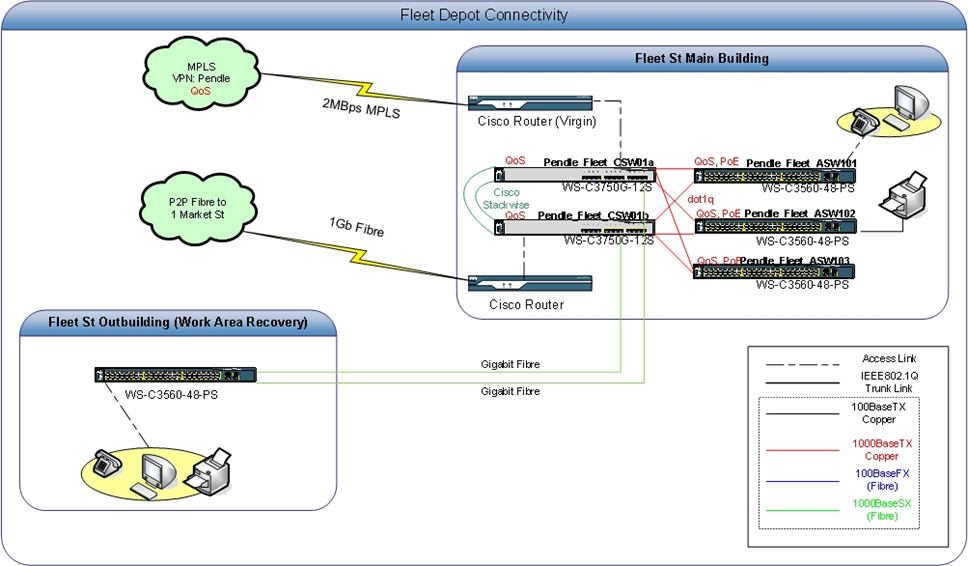 Fleet Depot Connectivity
MPLS
VPN: Pendle
QoS
2MBps MPLS
P2P Fibre to
1 Market St
1Gb Fibre
Fleet St Main Building
Cisco Router (Virgin)
QoS
Pendle_Fleet_CSW01a
WS-C3750G-12S
Cisco
Stackwise
QoS
Pendle_Fleet_CSW01b
WS-C3750G-12S
Cisco Router
QoS, PoE
Pendle_Fleet_ASW101
WS-C3560-48-PS
dot1q
QoS, PoE
Pendle_Fleet_ASW102
WS-C3560-48-PS
QoS, PoE
Pendle_Fleet_ASW103
WS-C3560-48-PS
Fleet St Outbuilding (Work Area Recovery)
WS-C3560-48-PS
Gigabit Fibre
Gigabit Fibre
Access Link
IEEE802.1Q
Trunk Link
100BaseTX
Copper
1000BaseTX
Copper
100BaseFX
(Fibre)
1000BaseSX
(Fibre)